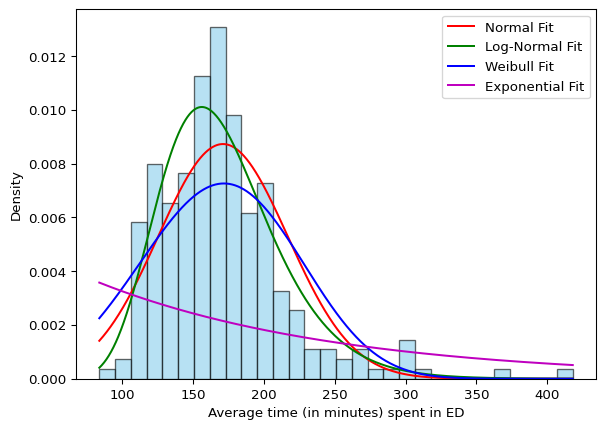 Normal Fit
Log-Normal Fit
Weibull Fit
Exponential Fit
0.012
0.010
0.008
0.006
0.004
0.002
0.000
Density
100 150 200 250 300 350 400
Average time (in minutes) spent in ED